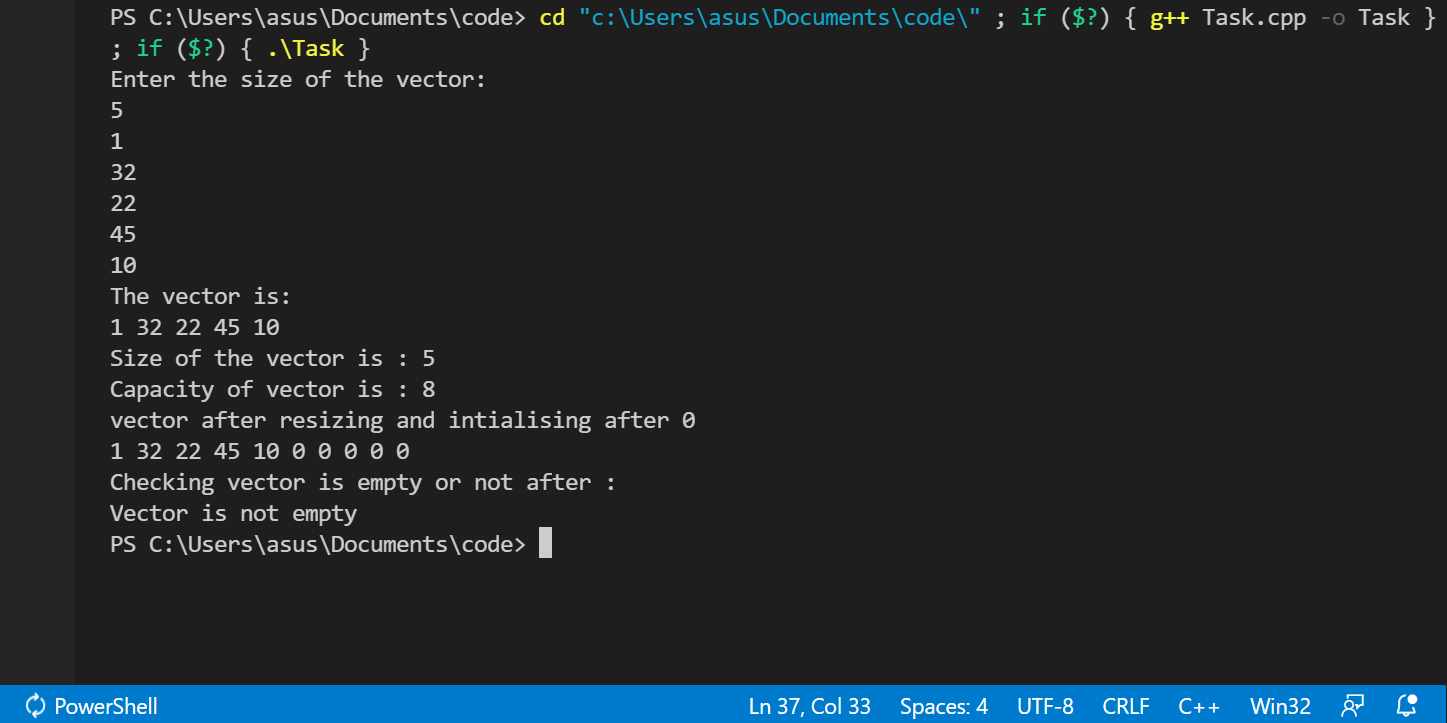 PS C:\Users\asus\Documents\code> cd "c:\Users\asus\Documents\code\" ; if ($?) { g++ Task.cpp -o Task }
; if ($?) { .\Task }
Enter the size of the vector:
5
1
32
22
45
10
The vector is:
1 32 22 45 10
Size of the vector is : 5
Capacity of vector is : 8
vector after resizing and intialising after 0
1 32 22 45 10 0 0 0 0 0
Checking vector is empty or not after :
Vector is not empty
PS C:\Users\asus\Documents\code>
PowerShell Ln 37, Col 33 Spaces: 4 UTF-8 CRLF C++ Win32